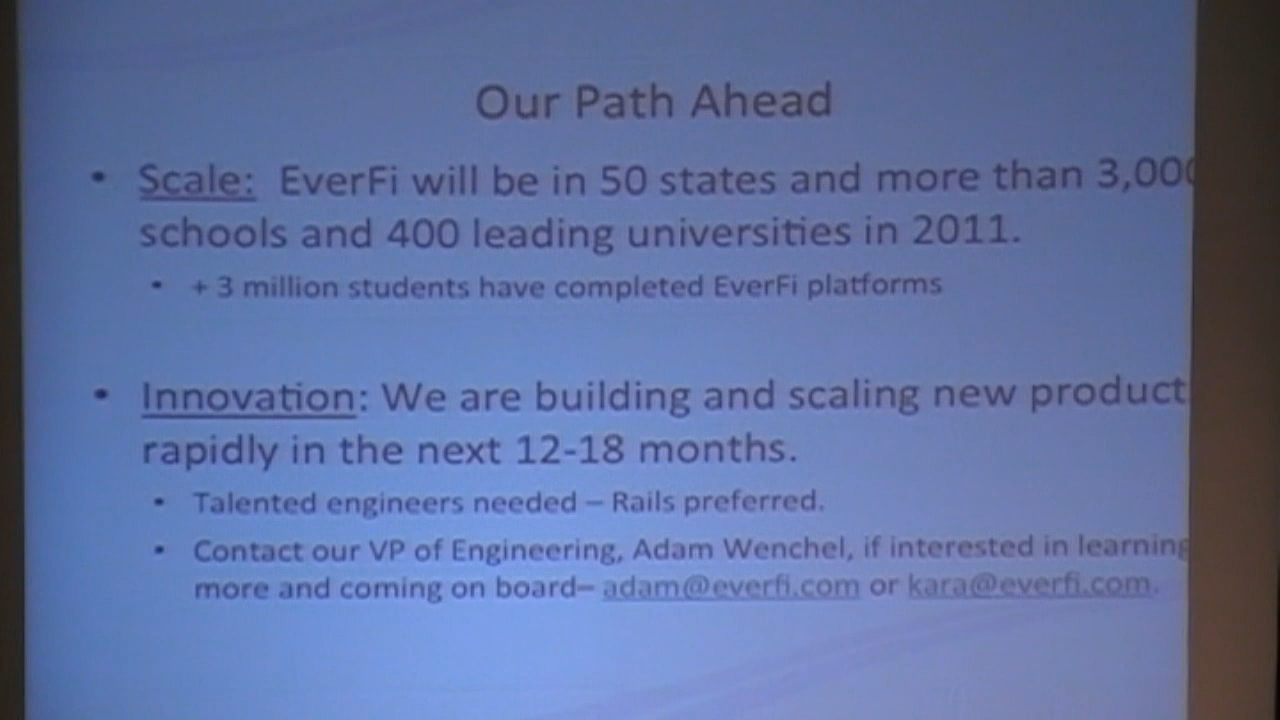 Our Path Ahead
• Scale: EverFi will be in 50 states and more than 3,000
schools and 400 leading universities in 2011.
• + 3 million students have completed EverFi platforms
• Innovation: We are building and scaling new product
rapidly in the next 12-18 months.
• Talented engineers needed – Rails preferred.
• Contact our VP of Engineering, Adam Wenchel, if interested in learning
more and coming on board– adam@everfi.com or kara@everfi.com.